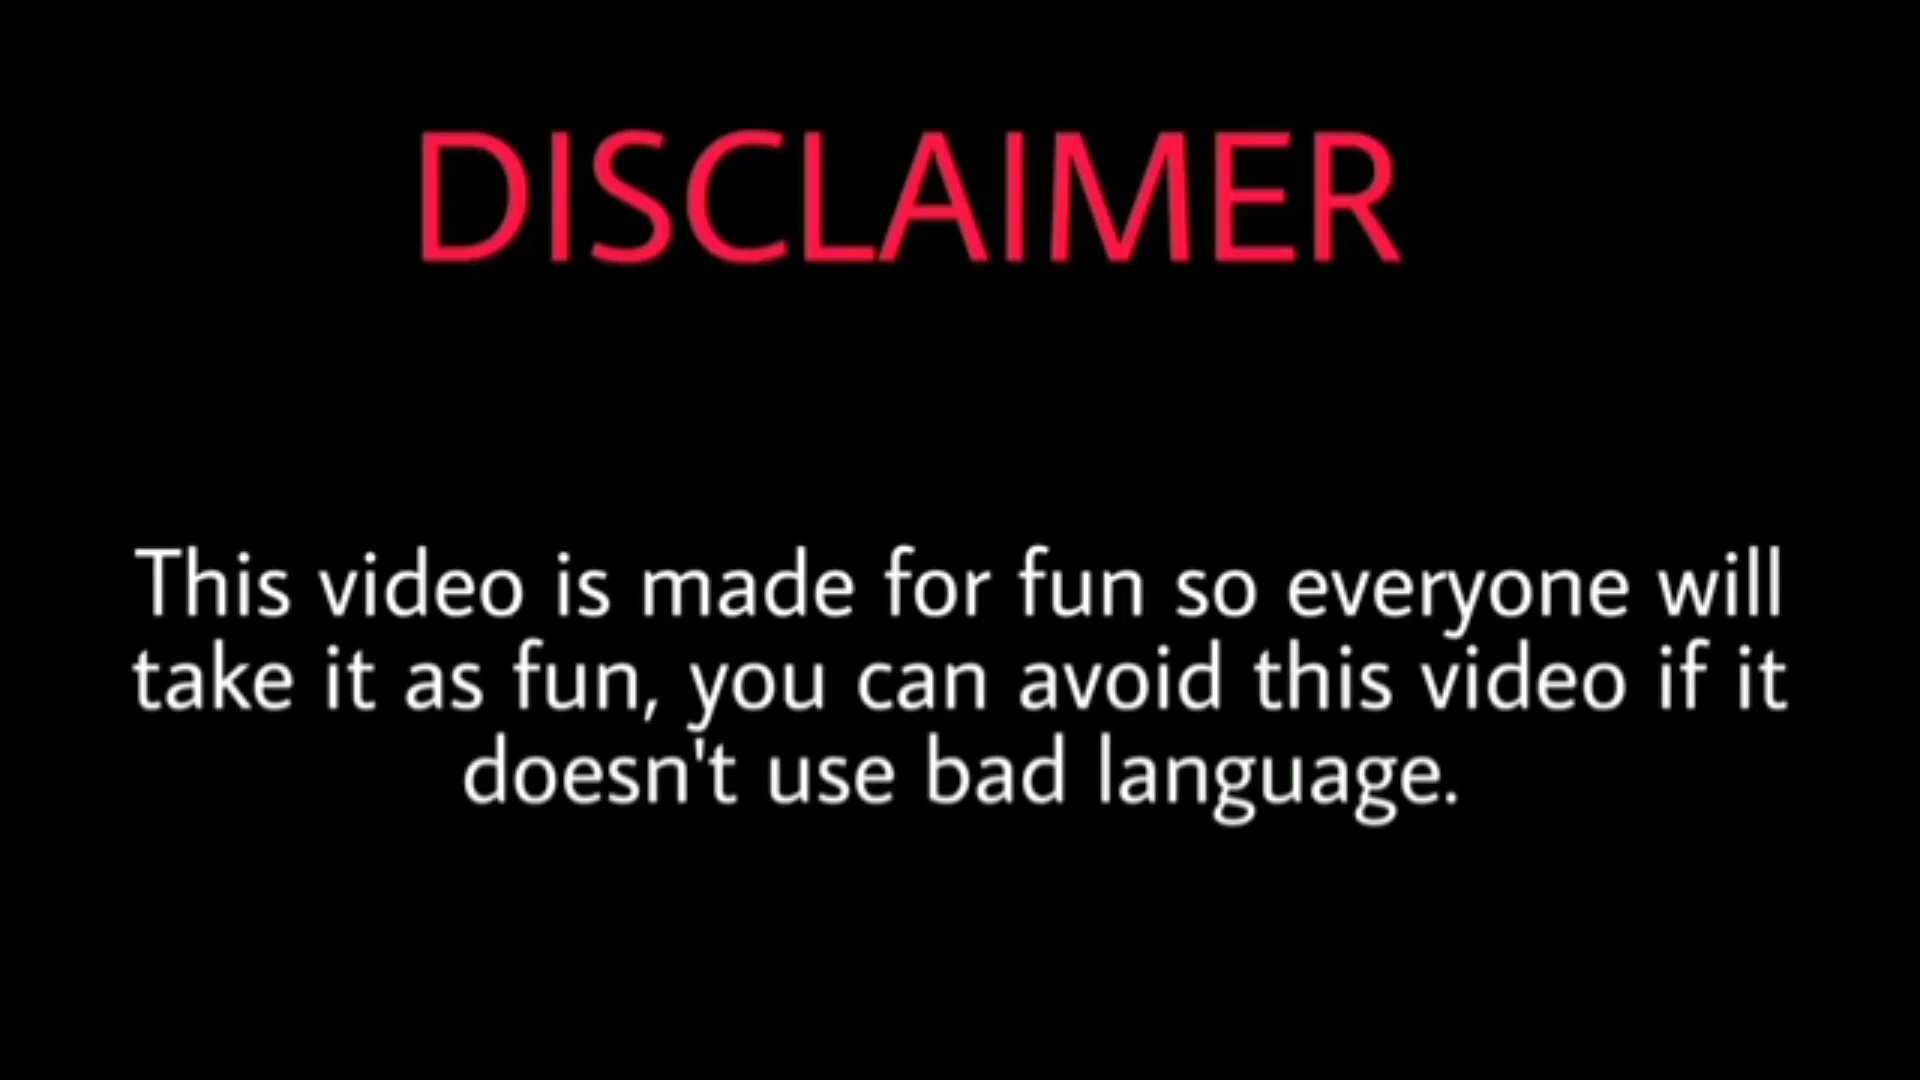 DISCLAIMER
This video is made for fun so everyone will
take it as fun, you can avoid this video if it
doesn't use bad language.